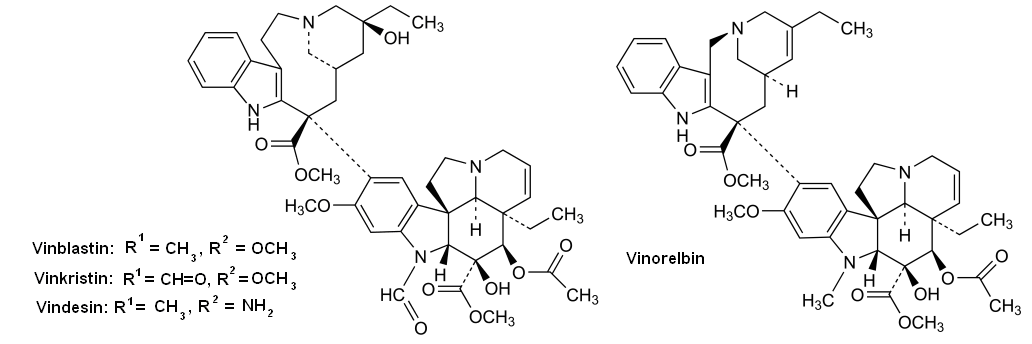 N
CH₃
OH
N
H
O
OCH₃
H₃CO
N
H
CH₃
O
N
H
O
CH₃
O
OH
OCH₃
HC
O
Vinblastin: R¹ = CH₃, R² = OCH₃
Vinkristin: R¹ = CH=O, R² = OCH₃
Vindesin: R¹ = CH₃, R² = NH₂
N
CH₃
H
N
H
O
OCH₃
H₃CO
N
H
CH₃
O
N
H
O
CH₃
H₃C
O
OH
OCH₃
Vinorelbin